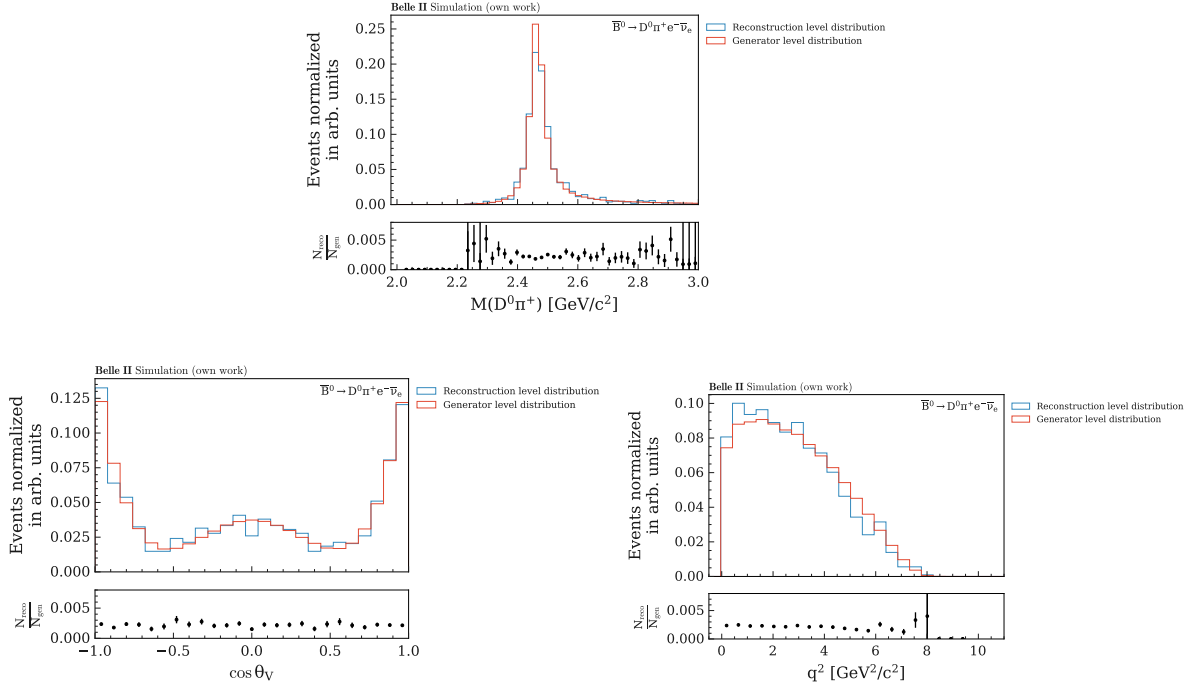 Belle II Simulation (own work)
B̅⁰ → D⁰π⁺e⁻ν̅ₑ
Reconstruction level distribution
Generator level distribution
Events normalized
in arb. units
0.25
0.20
0.15
0.10
0.05
0.00
N_reco
N_gen
0.005
0.000
2.0 2.2 2.4 2.6 2.8 3.0
M(D⁰π⁺) [GeV/c²]
Belle II Simulation (own work)
B̅⁰ → D⁰π⁺e⁻ν̅ₑ
Reconstruction level distribution
Generator level distribution
Events normalized
in arb. units
0.125
0.100
0.075
0.050
0.025
0.000
N_reco
N_gen
0.005
0.000
−1.0 −0.5 0.0 0.5 1.0
cos θ_V
Belle II Simulation (own work)
B̅⁰ → D⁰π⁺e⁻ν̅ₑ
Reconstruction level distribution
Generator level distribution
Events normalized
in arb. units
0.10
0.08
0.06
0.04
0.02
0.00
N_reco
N_gen
0.005
0.000
0 2 4 6 8 10
q² [GeV²/c²]